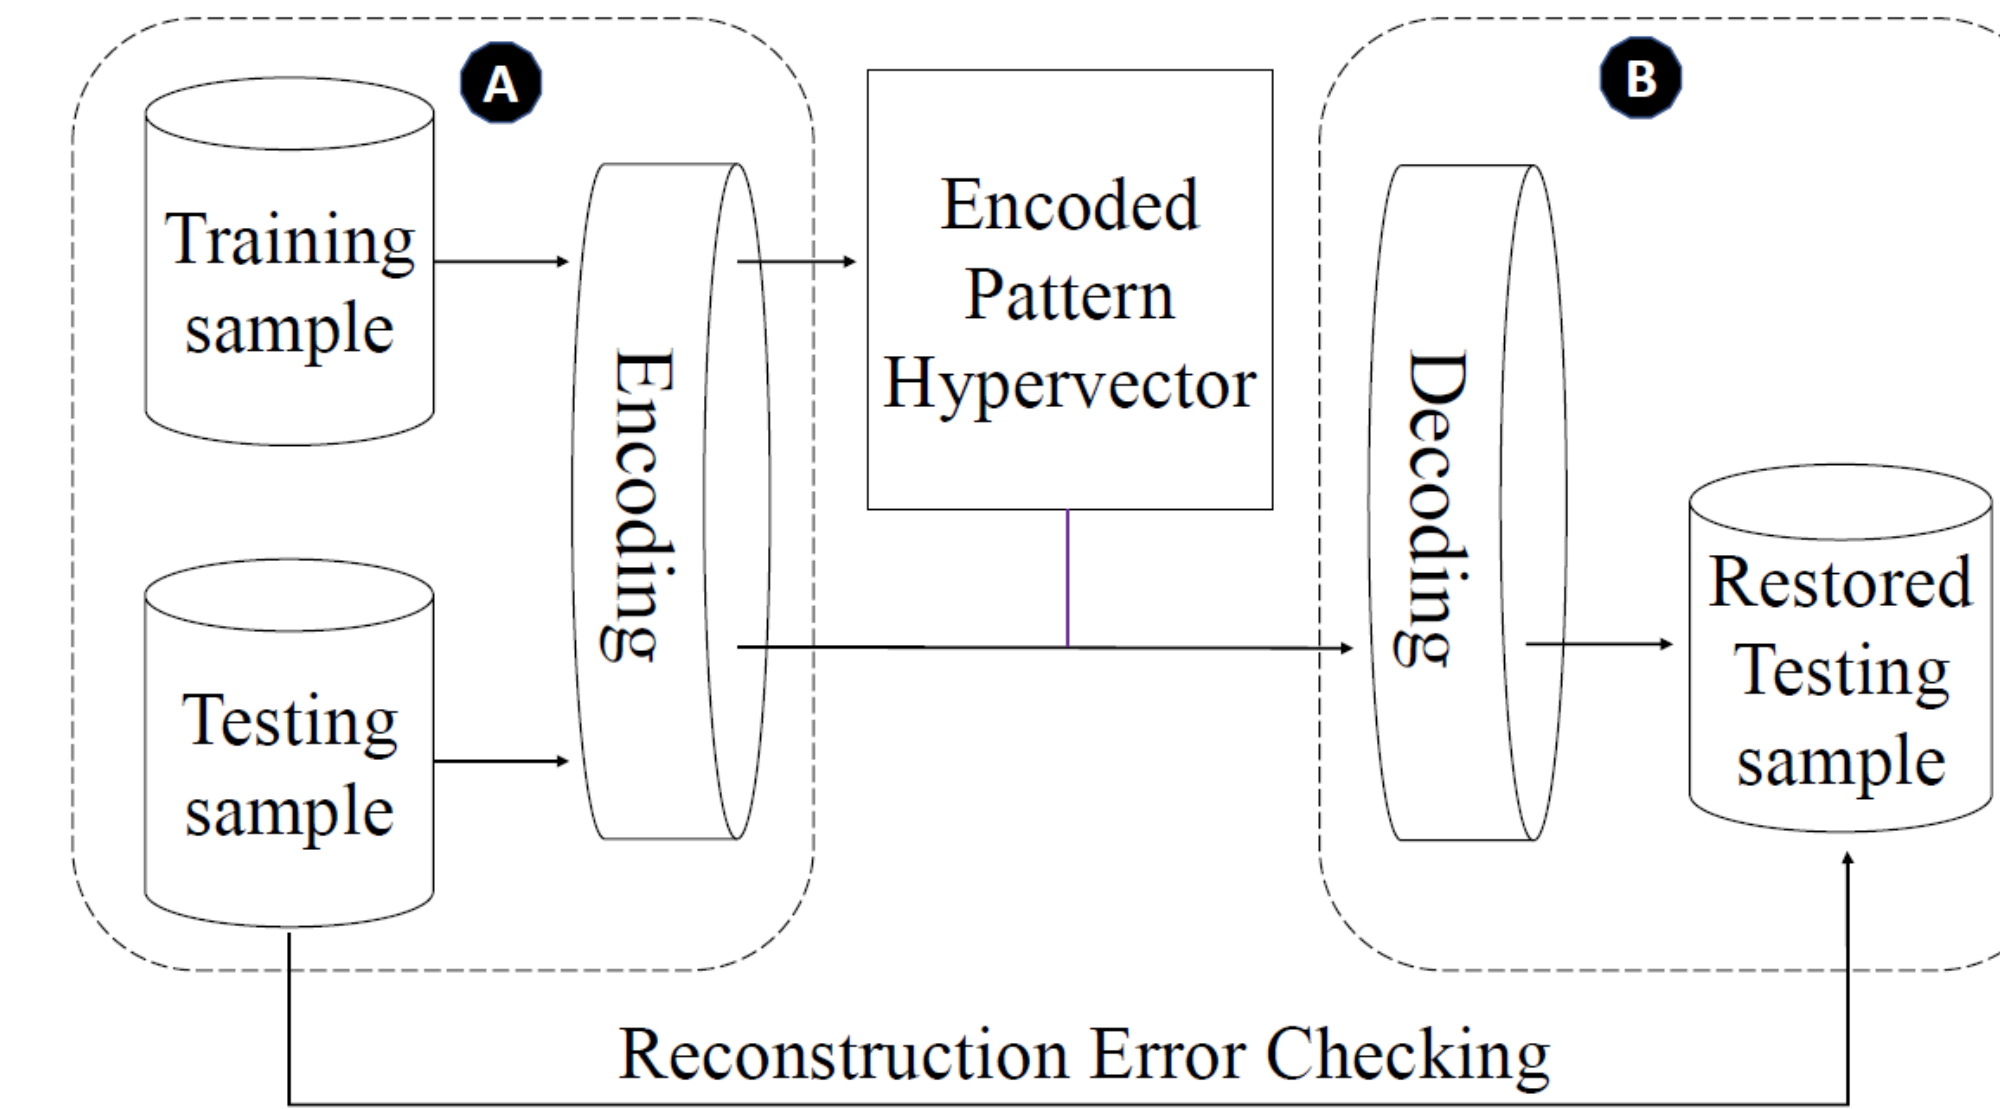 A
Training
sample
Encoding
Testing
sample
Encoded
Pattern
Hypervector
B
Decoding
Restored
Testing
sample
Reconstruction Error Checking